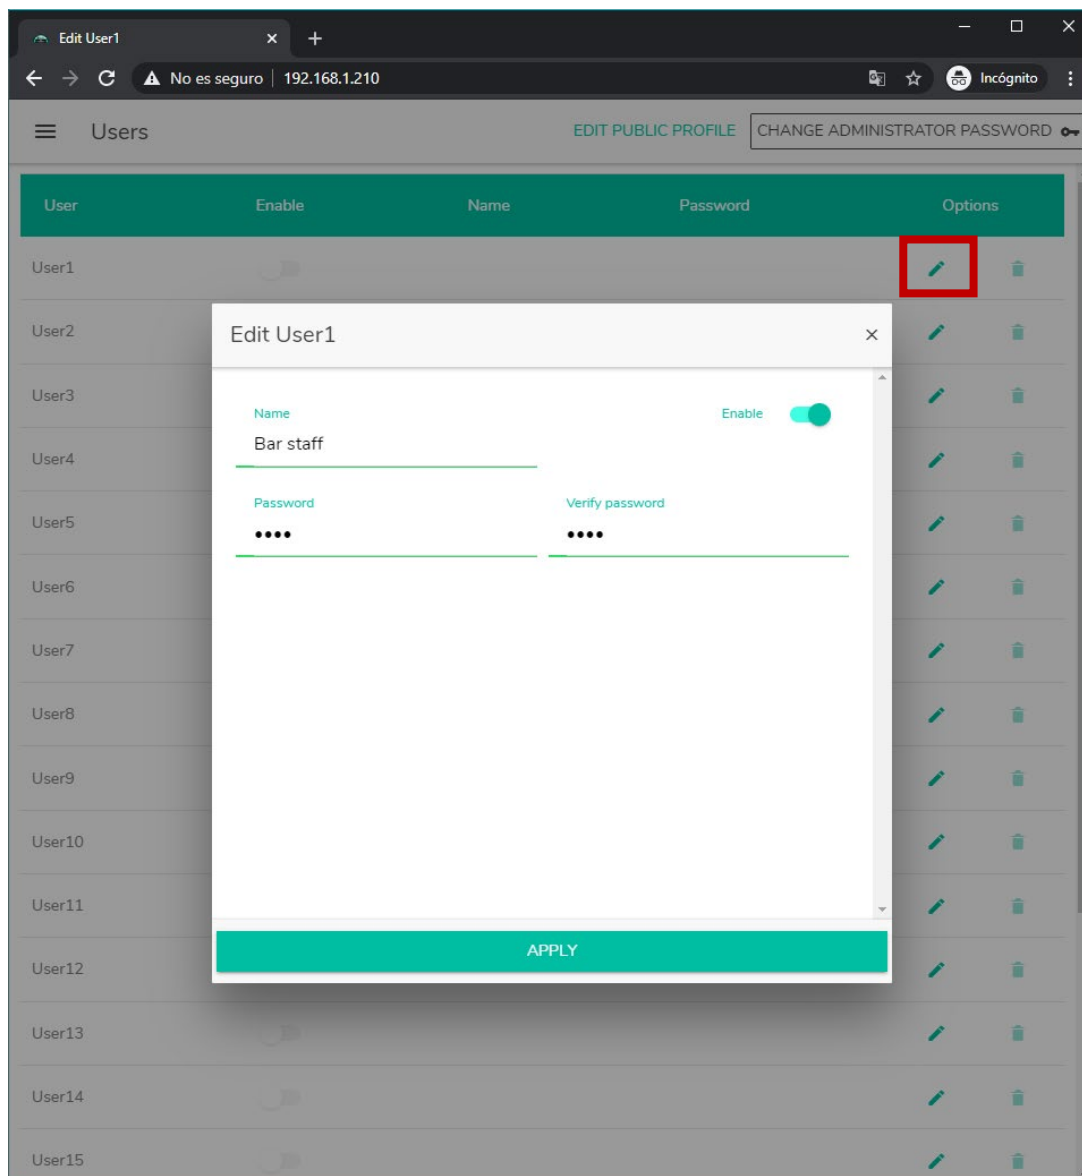 Edit User1
No es seguro | 192.168.1.210
Incógnito
Users
EDIT PUBLIC PROFILE
CHANGE ADMINISTRATOR PASSWORD
User Enable Name Password Options
User1
User2
Edit User1
User3
Name
Enable
Bar staff
User4
Password
Verify password
User5
••••
••••
User6
User7
User8
User9
User10
User11
APPLY
User12
User13
User14
User15